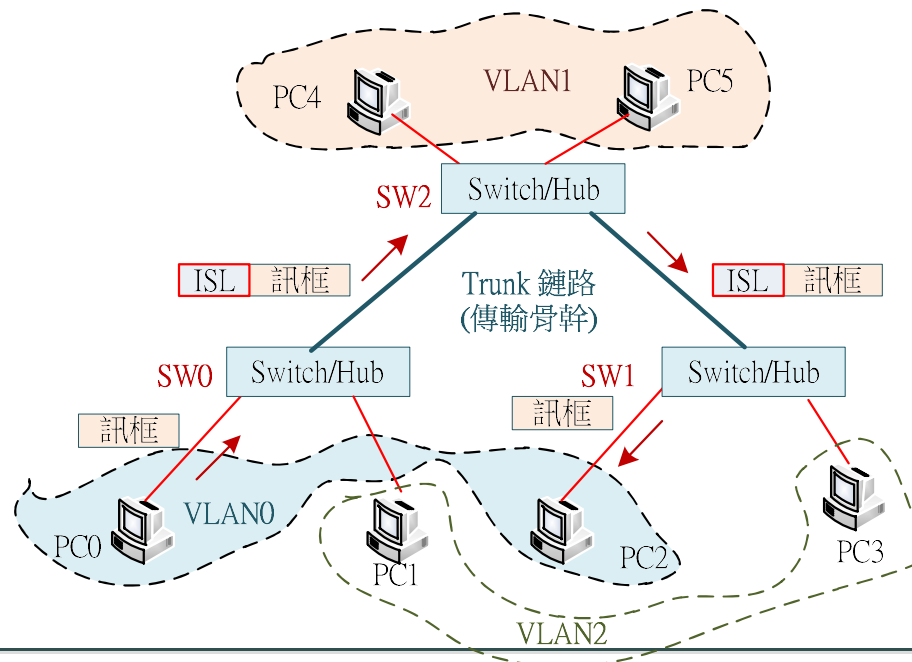 PC4
VLAN1
PC5
SW2
Switch/Hub
ISL
訊框
Trunk 鏈路
(傳輸骨幹)
ISL
訊框
SW0
Switch/Hub
SW1
Switch/Hub
訊框
訊框
VLAN0
PC0
PC1
PC2
PC3
VLAN2